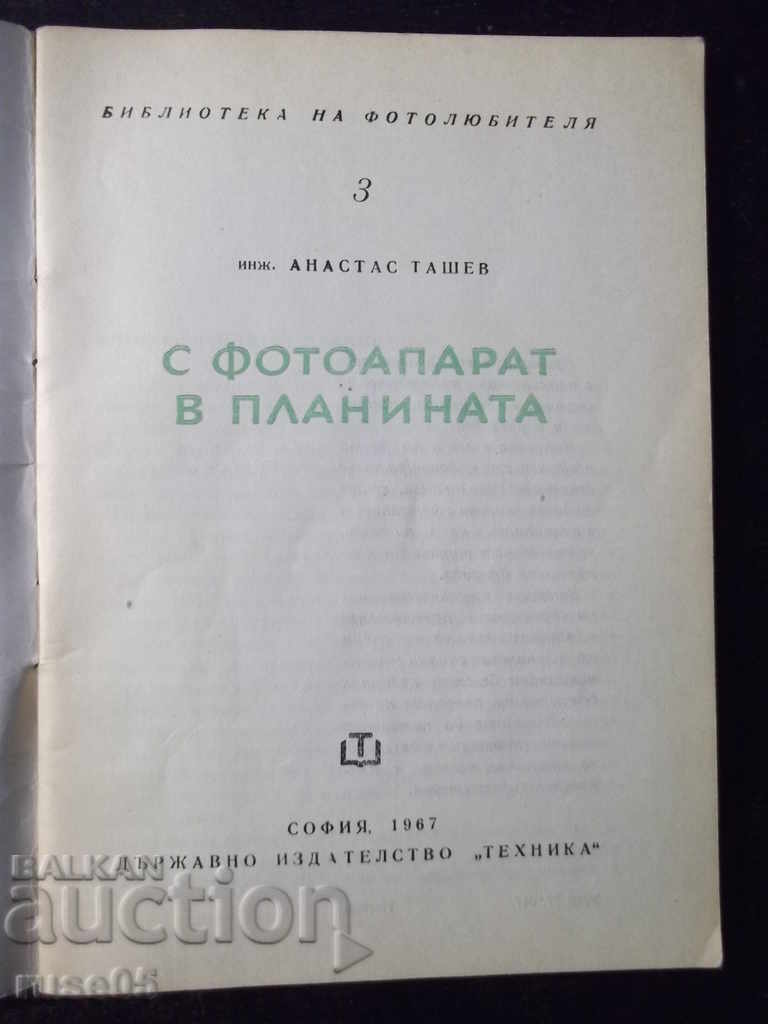 БИБЛИОТЕКА НА ФОТОЛЮБИТЕЛЯ
3
инж. АНАСТАС ТАШЕВ
С ФОТОАПАРАТ
В ПЛАНИНАТА
Т
СОФИЯ, 1967
ДЪРЖАВНО ИЗДАТЕЛСТВО „ТЕХНИКА“
BALKAN
auction
ruse05